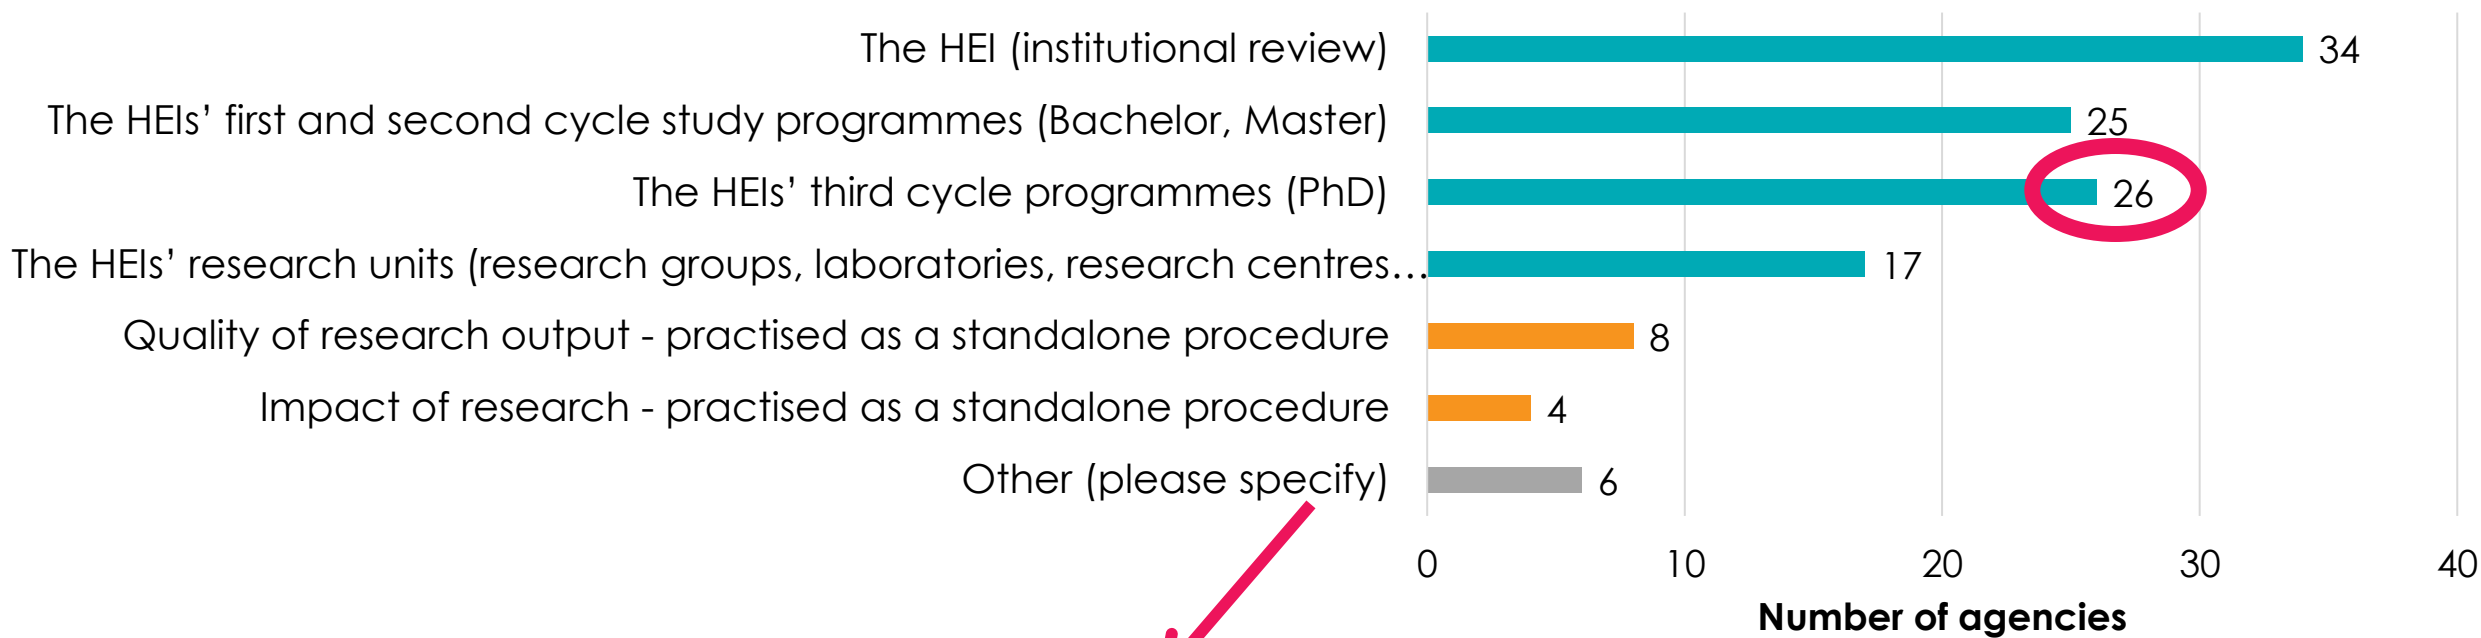 The HEI (institutional review) 34
The HEIs’ first and second cycle study programmes (Bachelor, Master) 25
The HEIs’ third cycle programmes (PhD) 26
The HEIs’ research units (research groups, laboratories, research centres… 17
Quality of research output - practised as a standalone procedure 8
Impact of research - practised as a standalone procedure 4
Other (please specify) 6
0 10 20 30 40
Number of agencies